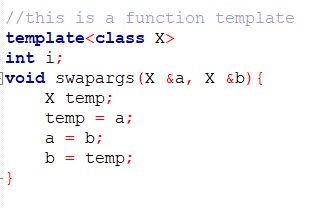 //this is a function template
template<class X>
int i;
void swapargs(X &a, X &b){
    X temp;
    temp = a;
    a = b;
    b = temp;
}